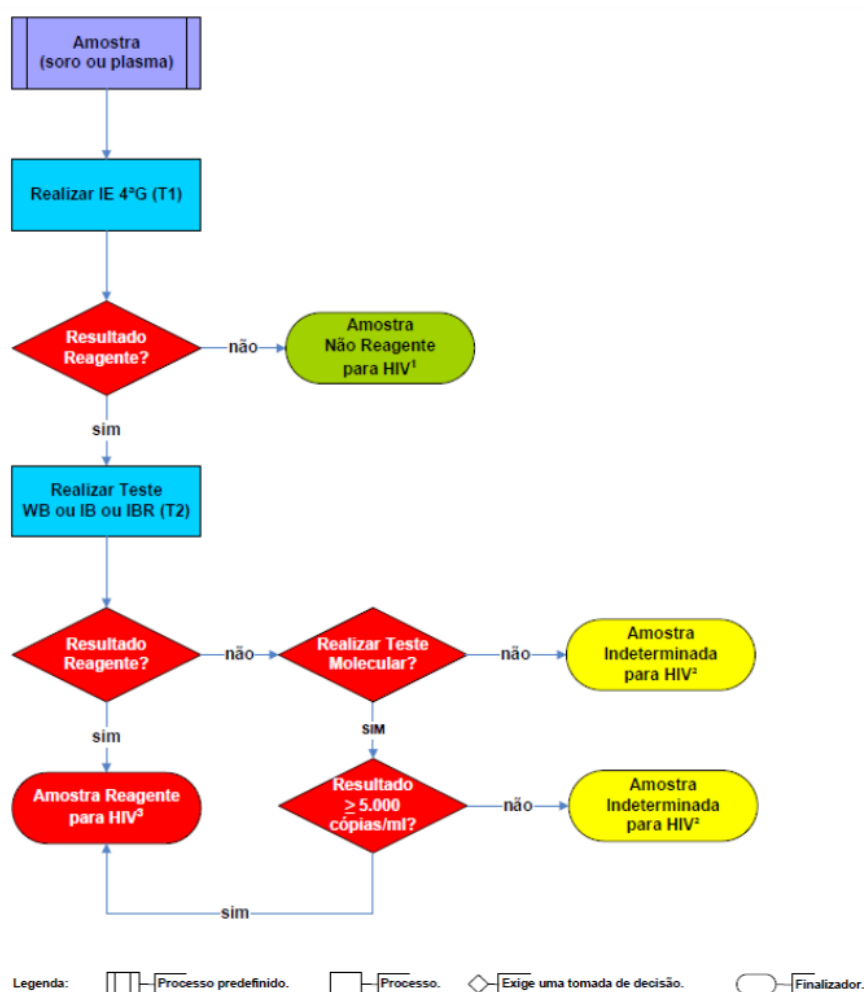 Amostra
(soro ou plasma)
Realizar IE 4ªG (T1)
Resultado
Reagente?
não
Amostra
Não Reagente
para HIV¹
sim
Realizar Teste
WB ou IB ou IBR (T2)
Resultado
Reagente?
não
Realizar Teste
Molecular?
não
Amostra
Indeterminada
para HIV²
sim
SIM
Amostra Reagente
para HIV³
Resultado
≥ 5.000
cópias/ml?
não
Amostra
Indeterminada
para HIV²
sim
Legenda:
Processo predefinido.
Processo.
Exige uma tomada de decisão.
Finalizador.